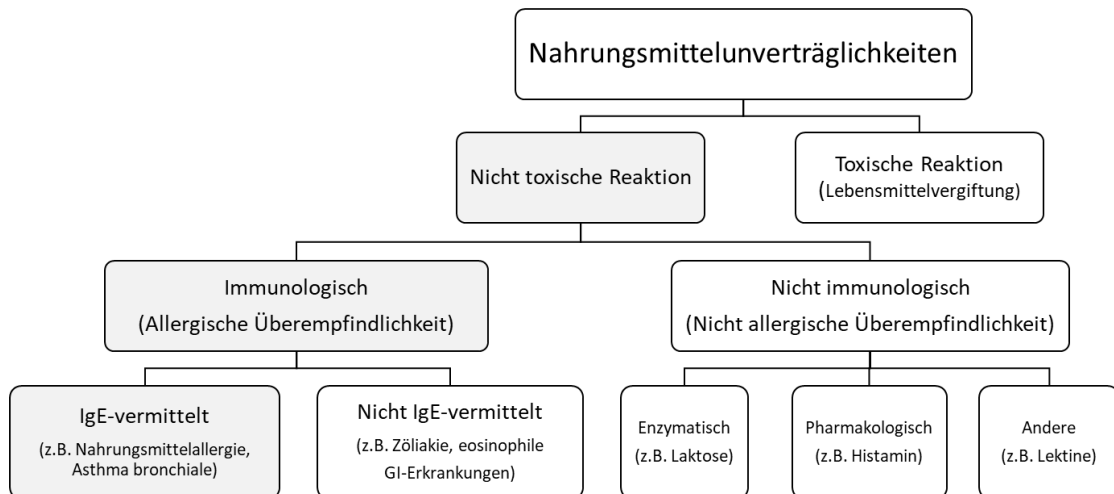 Nahrungsmittelunverträglichkeiten
Nicht toxische Reaktion
Toxische Reaktion
(Lebensmittelvergiftung)
Immunologisch
(Allergische Überempfindlichkeit)
Nicht immunologisch
(Nicht allergische Überempfindlichkeit)
IgE-vermittelt
(z.B. Nahrungsmittelallergie,
Asthma bronchiale)
Nicht IgE-vermittelt
(z.B. Zöliakie, eosinophile
GI-Erkrankungen)
Enzymatisch
(z.B. Laktose)
Pharmakologisch
(z.B. Histamin)
Andere
(z.B. Lektine)